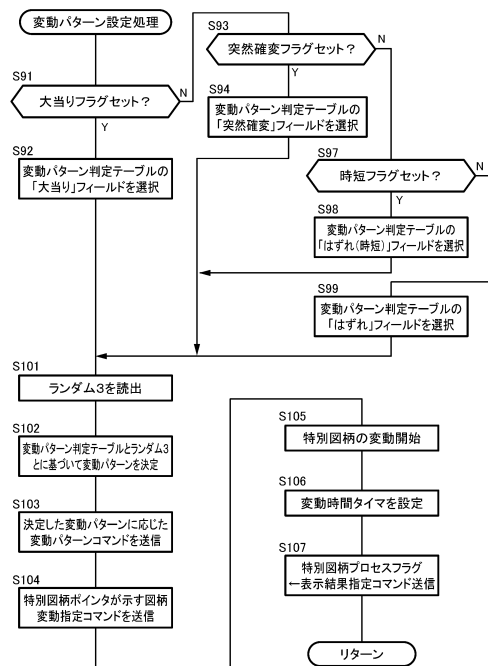 変動パターン設定処理
S91
大当りフラグセット？
N
Y
S92
変動パターン判定テーブルの
「大当り」フィールドを選択
S93
突然確変フラグセット？
N
Y
S94
変動パターン判定テーブルの
「突然確変」フィールドを選択
S97
時短フラグセット？
N
Y
S98
変動パターン判定テーブルの
「はずれ(時短)」フィールドを選択
S99
変動パターン判定テーブルの
「はずれ」フィールドを選択
S101
ランダム3を読出
S102
変動パターン判定テーブルとランダム3
とに基づいて変動パターンを決定
S103
決定した変動パターンに応じた
変動パターンコマンドを送信
S104
特別図柄ポインタが示す図柄
変動指定コマンドを送信
S105
特別図柄の変動開始
S106
変動時間タイマを設定
S107
特別図柄プロセスフラグ
←表示結果指定コマンド送信
リターン